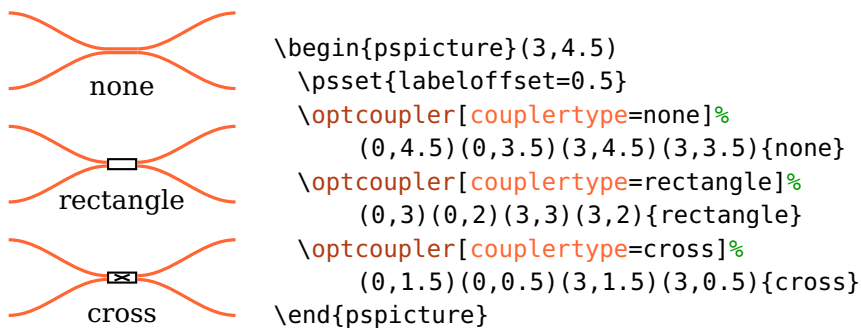 none
rectangle
cross
\begin{pspicture}(3,4.5)
  \psset{labeloffset=0.5}
  \optcoupler[couplertype=none]%
      (0,4.5)(0,3.5)(3,4.5)(3,3.5){none}
  \optcoupler[couplertype=rectangle]%
      (0,3)(0,2)(3,3)(3,2){rectangle}
  \optcoupler[couplertype=cross]%
      (0,1.5)(0,0.5)(3,1.5)(3,0.5){cross}
\end{pspicture}